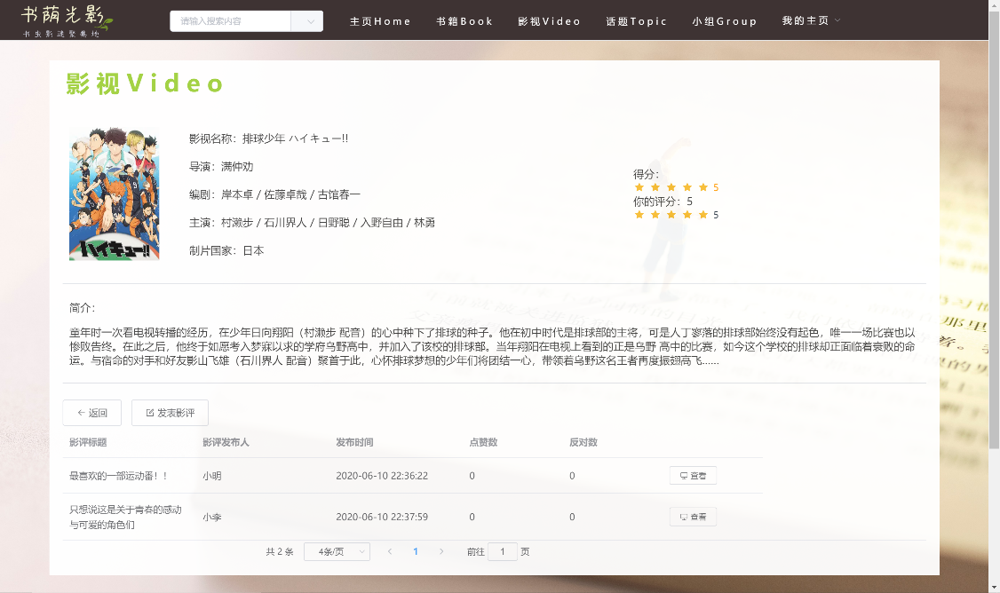 书荫光影
书虫影迷聚集地
请输入搜索内容
主页Home 书籍Book 影视Video 话题Topic 小组Group 我的主页
影视Video
影视名称：排球少年 ハイキュー!!
导演：满仲劝
编剧：岸本卓 / 佐藤卓哉 / 古馆春一
主演：村濑步 / 石川界人 / 日野聪 / 入野自由 / 林勇
制片国家：日本
ハイキュー!!
得分：
5
你的评分：5
5
简介：
童年时一次看电视转播的经历，在少年日向翔阳（村濑步 配音）的心中种下了排球的种子。他在初中时代是排球部的主将，可是人丁寥落的排球部始终没有起色，唯一一场比赛也以
惨败告终。在此之后，他终于如愿考入梦寐以求的学府乌野高中，并加入了该校的排球部。当年翔阳在电视上看到的正是乌野 高中的比赛，如今这个学校的排球却正面临着衰败的命
运。与宿命的对手和好友影山飞雄（石川界人 配音）聚首于此，心怀排球梦想的少年们将团结一心，带领着乌野这名王者再度振翅高飞......
返回 发表影评
影评标题 影评发布人 发布时间 点赞数 反对数
最喜欢的一部运动番！！ 小明 2020-06-10 22:36:22 0 0 查看
只想说这是关于青春的感动
与可爱的角色们 小李 2020-06-10 22:37:59 0 0 查看
共 2 条 4条/页 1 前往 1 页